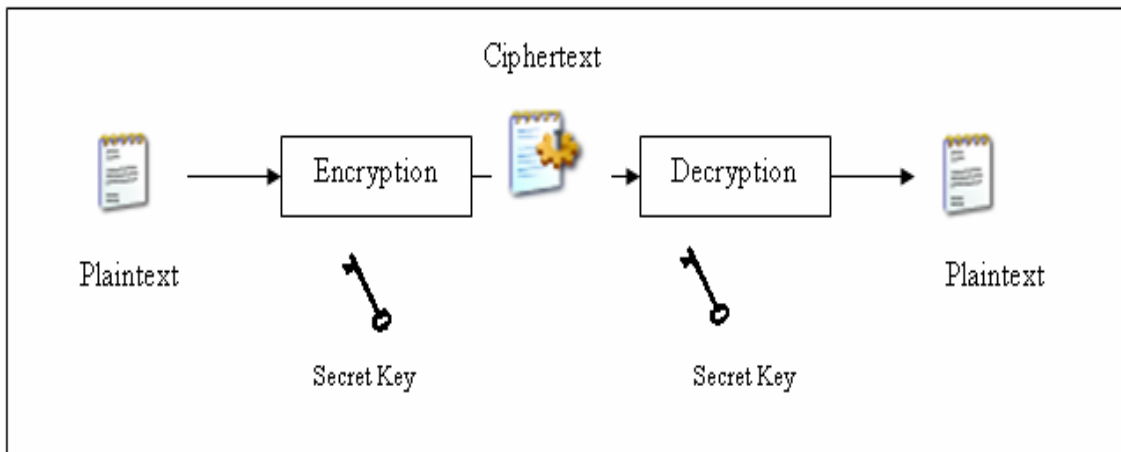 Ciphertext
Encryption
Decryption
Plaintext
Plaintext
Secret Key
Secret Key